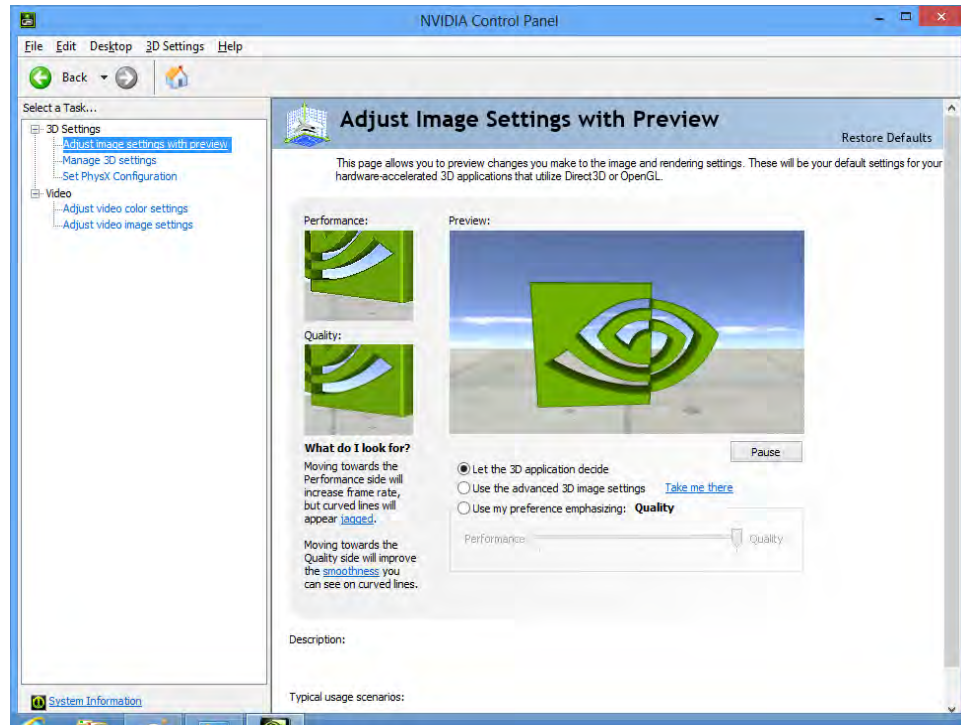 NVIDIA Control Panel
File Edit Desktop 3D Settings Help
Back
Select a Task...
3D Settings
Adjust image settings with preview
Manage 3D settings
Set PhysX Configuration
Video
Adjust video color settings
Adjust video image settings
System Information
Adjust Image Settings with Preview
Restore Defaults
This page allows you to preview changes you make to the image and rendering settings. These will be your default settings for your
hardware-accelerated 3D applications that utilize Direct3D or OpenGL.
Performance:
Quality:
What do I look for?
Moving towards the
Performance side will
increase frame rate,
but curved lines will
appear jagged.
Moving towards the
Quality side will improve
the smoothness you
can see on curved lines.
Preview:
Pause
Let the 3D application decide
Use the advanced 3D image settings Take me there
Use my preference emphasizing: Quality
Performance Quality
Description:
Typical usage scenarios: